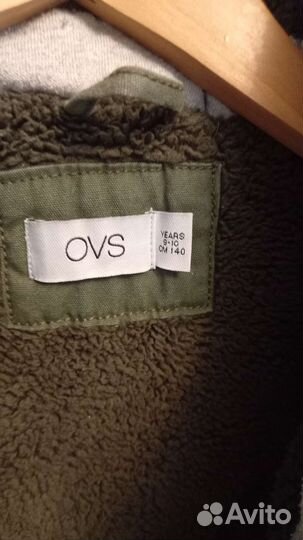 OVS
YEARS
9-10
CM 140
Avito